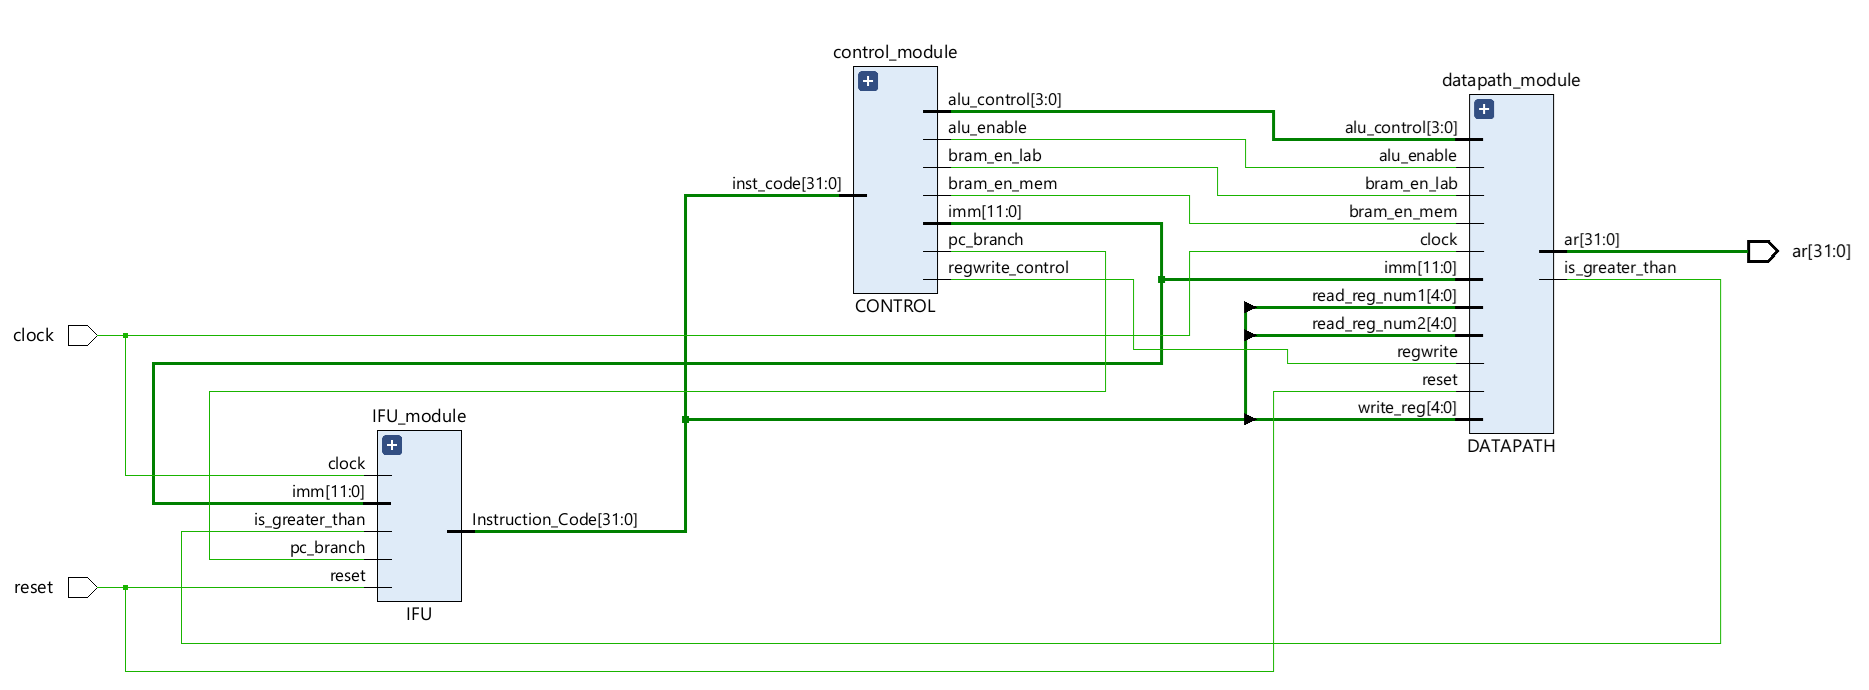 control_module
alu_control[3:0]
alu_enable
bram_en_lab
inst_code[31:0]
bram_en_mem
imm[11:0]
pc_branch
regwrite_control
CONTROL
datapath_module
alu_control[3:0]
alu_enable
bram_en_lab
bram_en_mem
clock
imm[11:0]
read_reg_num1[4:0]
read_reg_num2[4:0]
regwrite
reset
write_reg[4:0]
ar[31:0]
is_greater_than
DATAPATH
ar[31:0]
clock
IFU_module
clock
imm[11:0]
is_greater_than
pc_branch
reset
Instruction_Code[31:0]
IFU
reset